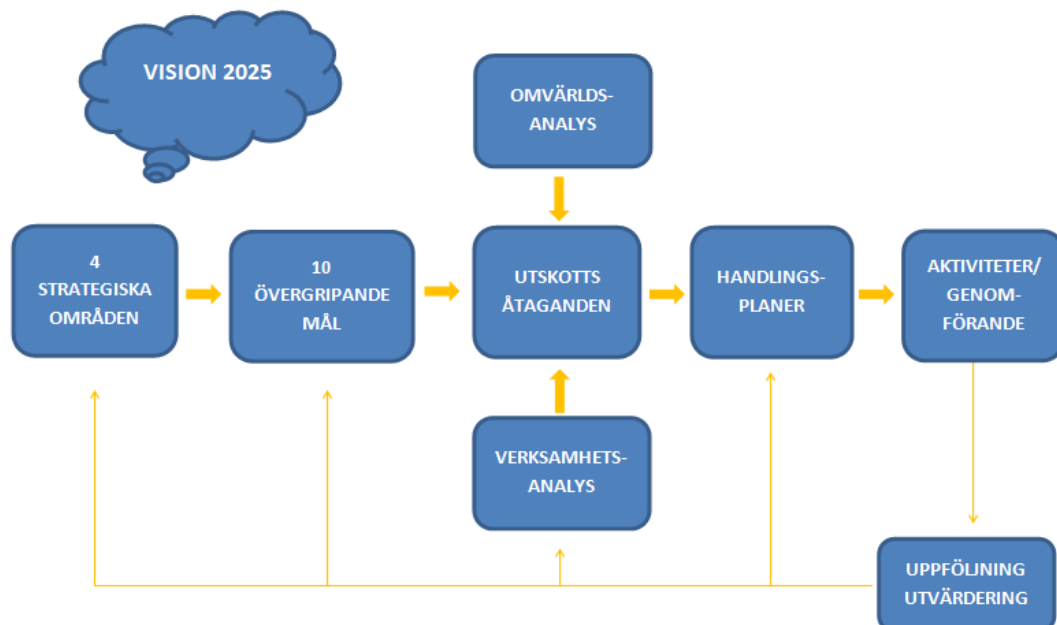 VISION 2025
OMVÄRLDS-
ANALYS
4
STRATEGISKA
OMRÅDEN
10
ÖVERGRIPANDE
MÅL
UTSKOTTS
ÅTAGANDEN
HANDLINGS-
PLANER
AKTIVITETER/
GENOM-
FÖRANDE
VERKSAMHETS-
ANALYS
UPPFÖLJNING
UTVÄRDERING